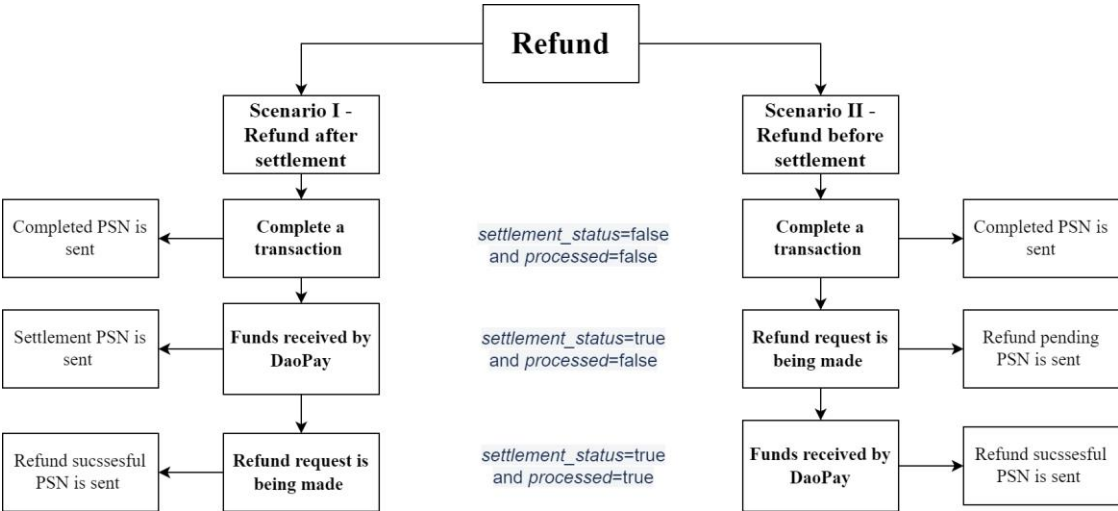 Refund
Scenario I -
Refund after
settlement
Scenario II -
Refund before
settlement
Completed PSN is
sent
Complete a
transaction
settlement_status=false
and processed=false
Complete a
transaction
Completed PSN is
sent
Settlement PSN is
sent
Funds received by
DaoPay
settlement_status=true
and processed=false
Refund request is
being made
Refund pending
PSN is sent
Refund sucssesful
PSN is sent
Refund request is
being made
settlement_status=true
and processed=true
Funds received by
DaoPay
Refund sucssesful
PSN is sent